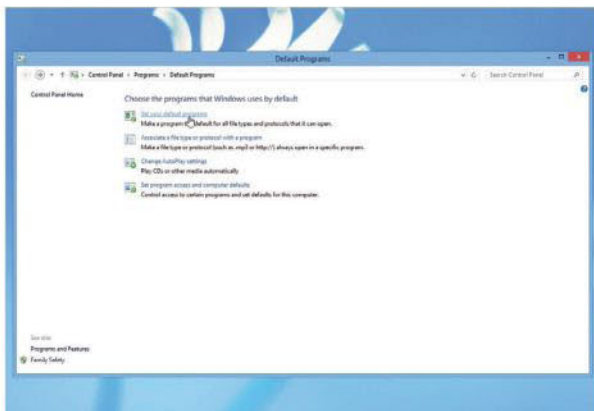 Default Programs
Control Panel › Programs › Default Programs
Search Control Panel
Control Panel Home
Choose the programs that Windows uses by default
Set your default programs
Make a program default for all file types and protocols that it can open.
Associate a file type or protocol with a program
Make a file type or protocol (such as .mp3 or http://) always open in a specific program.
Change AutoPlay settings
Play CDs or other media automatically
Set program access and computer defaults
Control access to certain programs and set defaults for this computer.
See also
Programs and Features
Family Safety